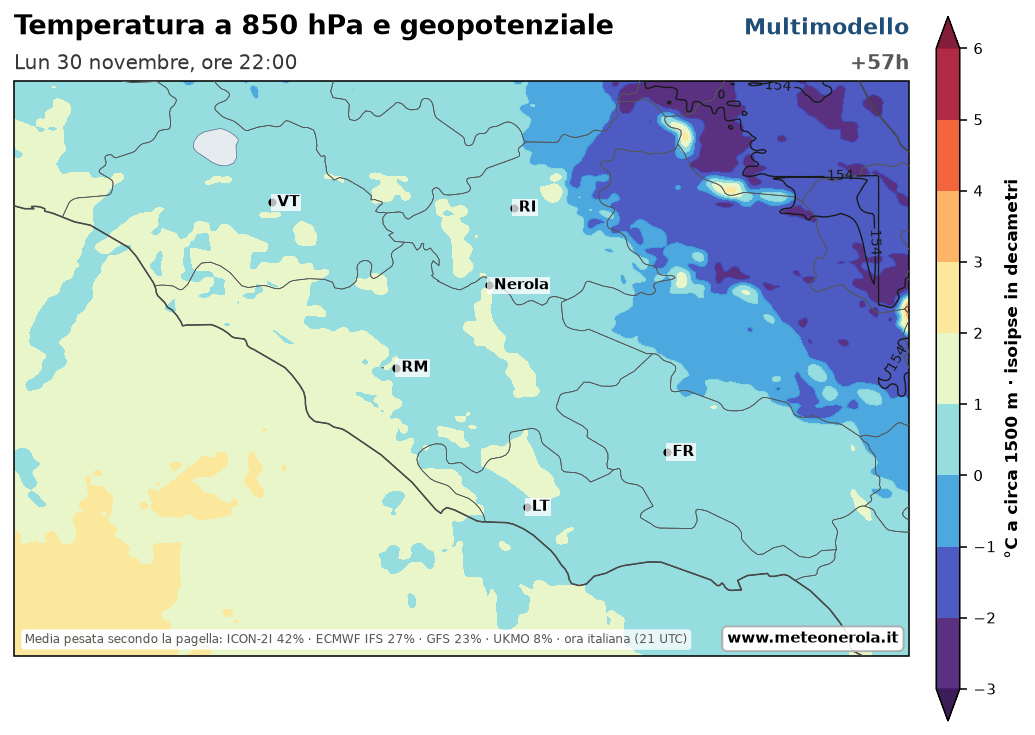 Temperatura a 850 hPa e geopotenziale
Multimodello
Lun 30 novembre, ore 22:00
+57h
154
154
154
154
VT
RI
Nerola
RM
FR
LT
6
5
4
3
2
1
0
−1
−2
−3
°C a circa 1500 m · isoipse in decametri
Media pesata secondo la pagella: ICON-2I 42% · ECMWF IFS 27% · GFS 23% · UKMO 8% · ora italiana (21 UTC)
www.meteonerola.it